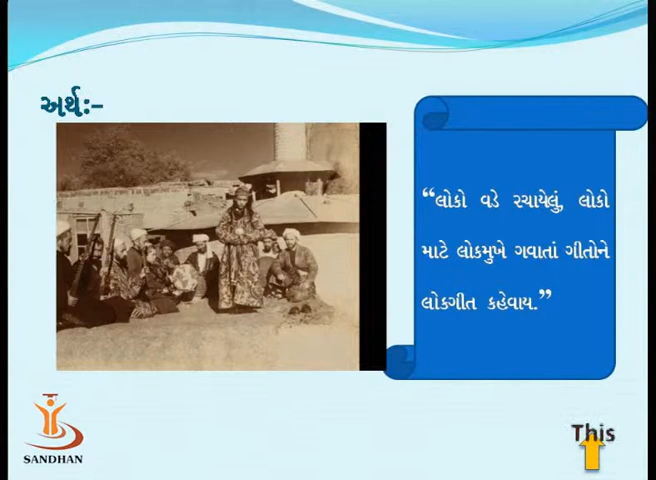 અર્થ:-
“લોકો વડે રચાયેલું, લોકો
માટે લોકમુખે ગવાતાં ગીતોને
લોકગીત કહેવાય.”
SANDHAN
This